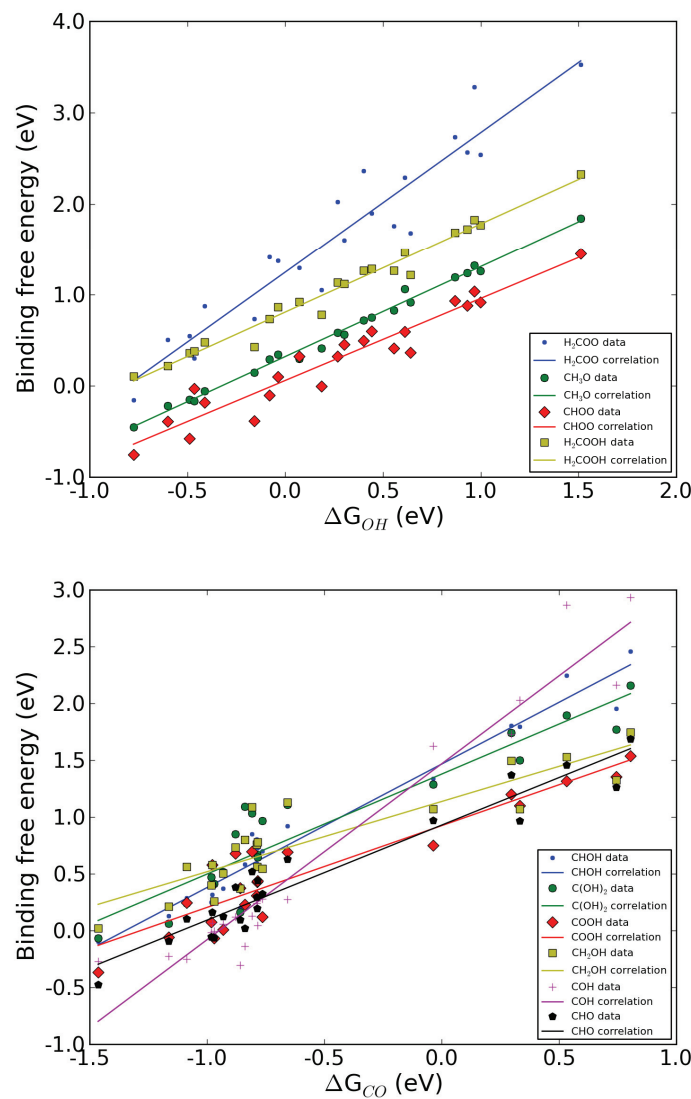 4.0
3.0
2.0
1.0
0.0
-1.0
Binding free energy (eV)
-1.0 -0.5 0.0 0.5 1.0 1.5 2.0
ΔG_OH (eV)
H₂COO data
H₂COO correlation
CH₃O data
CH₃O correlation
CHOO data
CHOO correlation
H₂COOH data
H₂COOH correlation
3.0
2.5
2.0
1.5
1.0
0.5
0.0
-0.5
-1.0
Binding free energy (eV)
-1.5 -1.0 -0.5 0.0 0.5 1.0
ΔG_CO (eV)
CHOH data
CHOH correlation
C(OH)₂ data
C(OH)₂ correlation
COOH data
COOH correlation
CH₂OH data
CH₂OH correlation
COH data
COH correlation
CHO data
CHO correlation